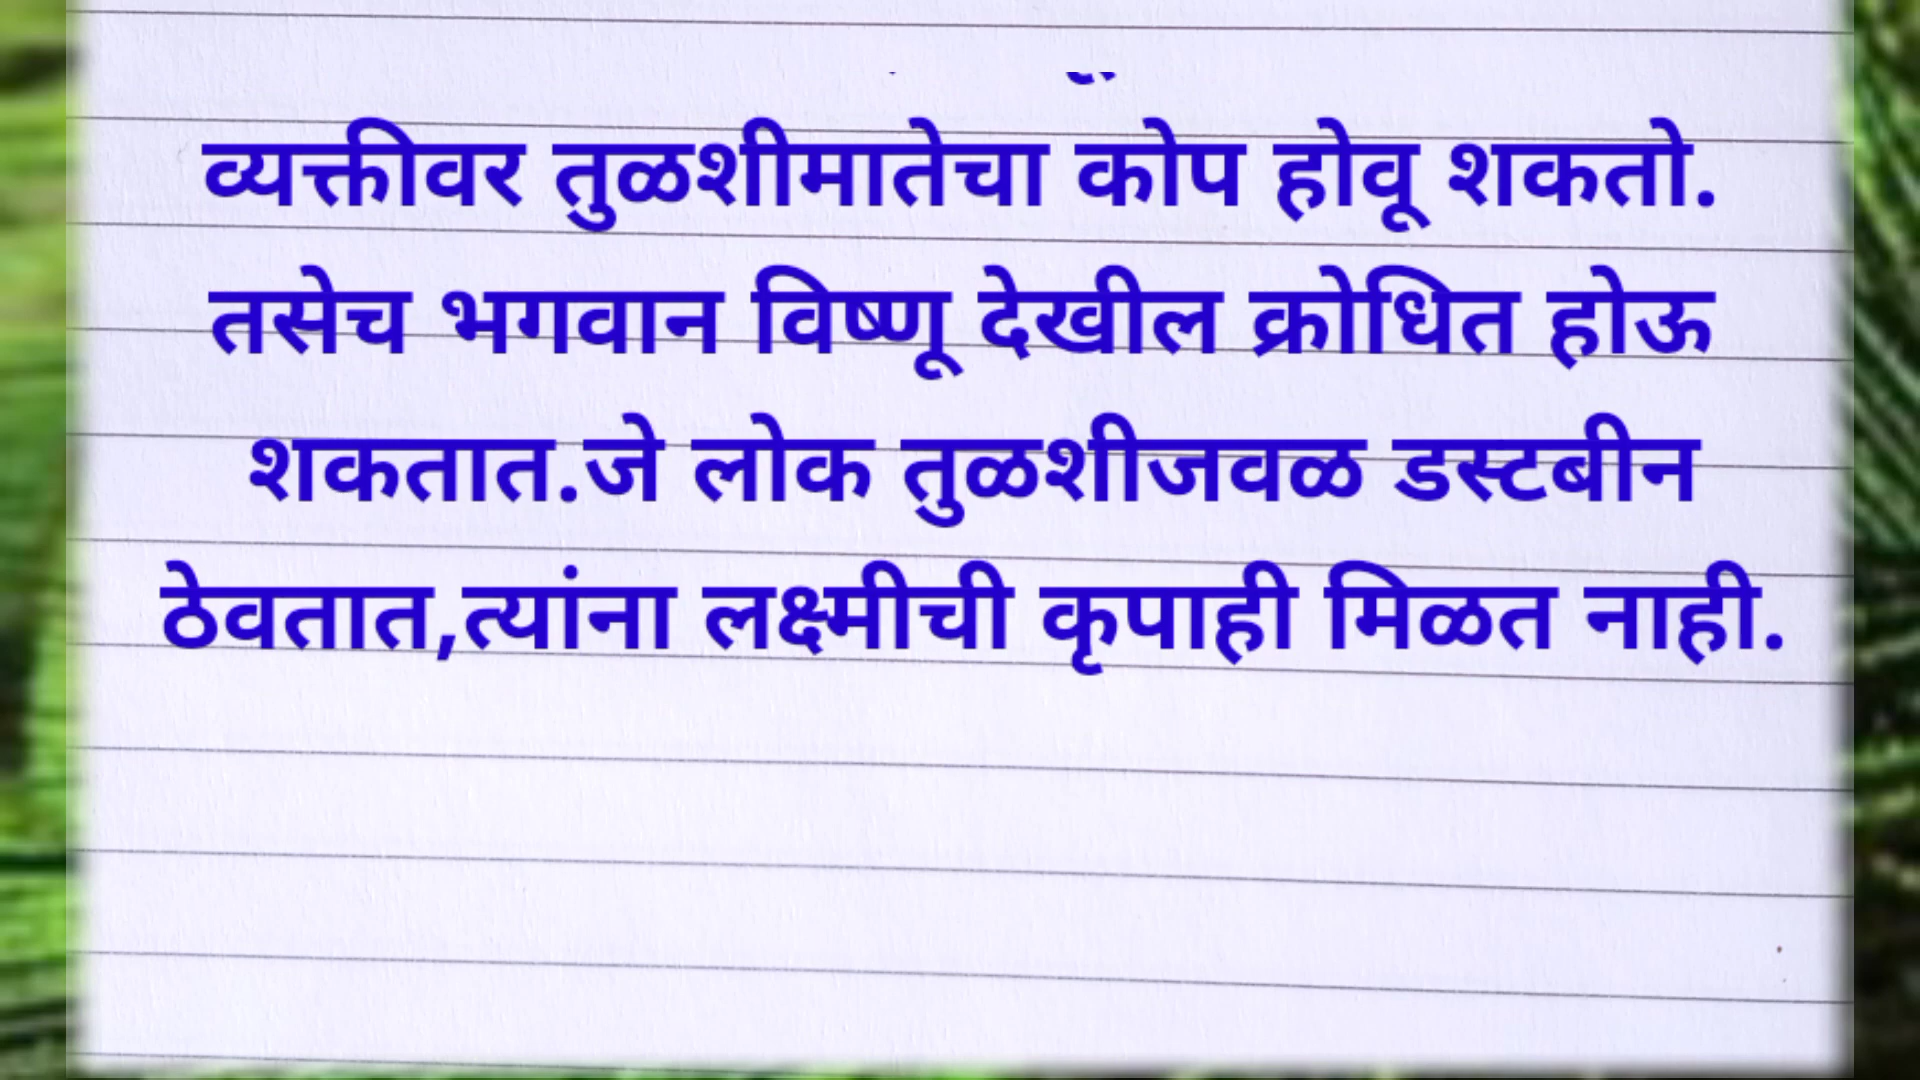 व्यक्तीवर तुळशीमातेचा कोप होवू शकतो.
तसेच भगवान विष्णू देखील क्रोधित होऊ
शकतात.जे लोक तुळशीजवळ डस्टबीन
ठेवतात,त्यांना लक्ष्मीची कृपाही मिळत नाही.